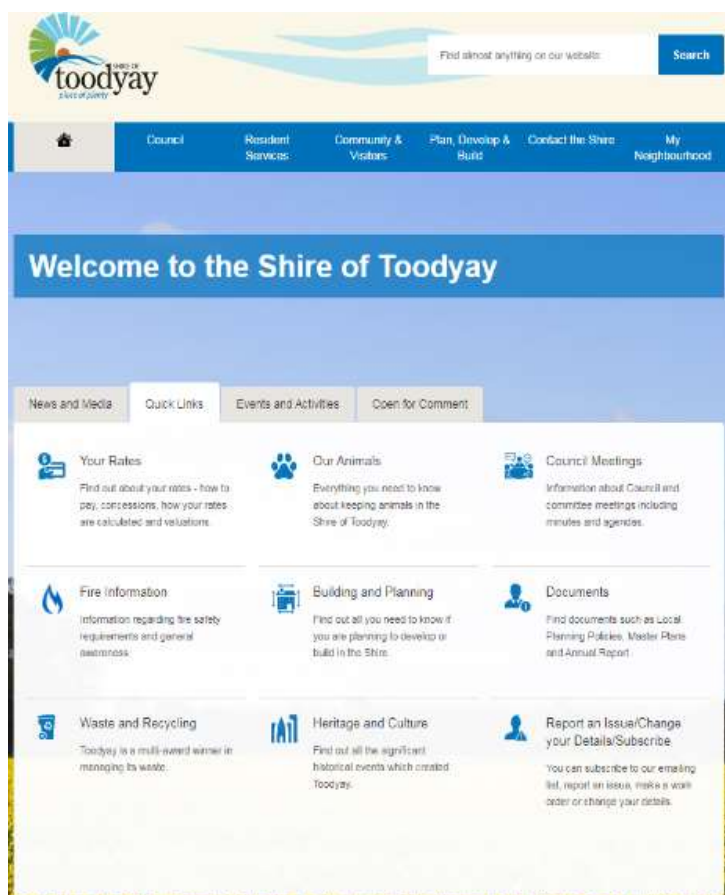 SHIRE OF
toodyay
place of plenty
Find almost anything on our website
Search
Council
Resident
Services
Community &
Visitors
Plan, Develop &
Build
Contact the Shire
My
Neighbourhood
Welcome to the Shire of Toodyay
News and Media
Quick Links
Events and Activities
Open for Comment
Your Rates
Find out about your rates - how to
pay, concessions, how your rates
are calculated and valuations.
Our Animals
Everything you need to know
about keeping animals in the
Shire of Toodyay.
Council Meetings
Information about Council and
committee meetings including
minutes and agendas.
Fire Information
Information regarding fire safety
requirements and general
awareness.
Building and Planning
Find out all you need to know if
you are planning to develop or
build in the Shire.
Documents
Find documents such as Local
Planning Policies, Master Plans
and Annual Report
Waste and Recycling
Toodyay is a multi-award winner in
managing its waste.
Heritage and Culture
Find out all the significant
historical events which created
Toodyay.
Report an Issue/Change
your Details/Subscribe
You can subscribe to our emailing
list, report an issue, make a work
order or change your details.